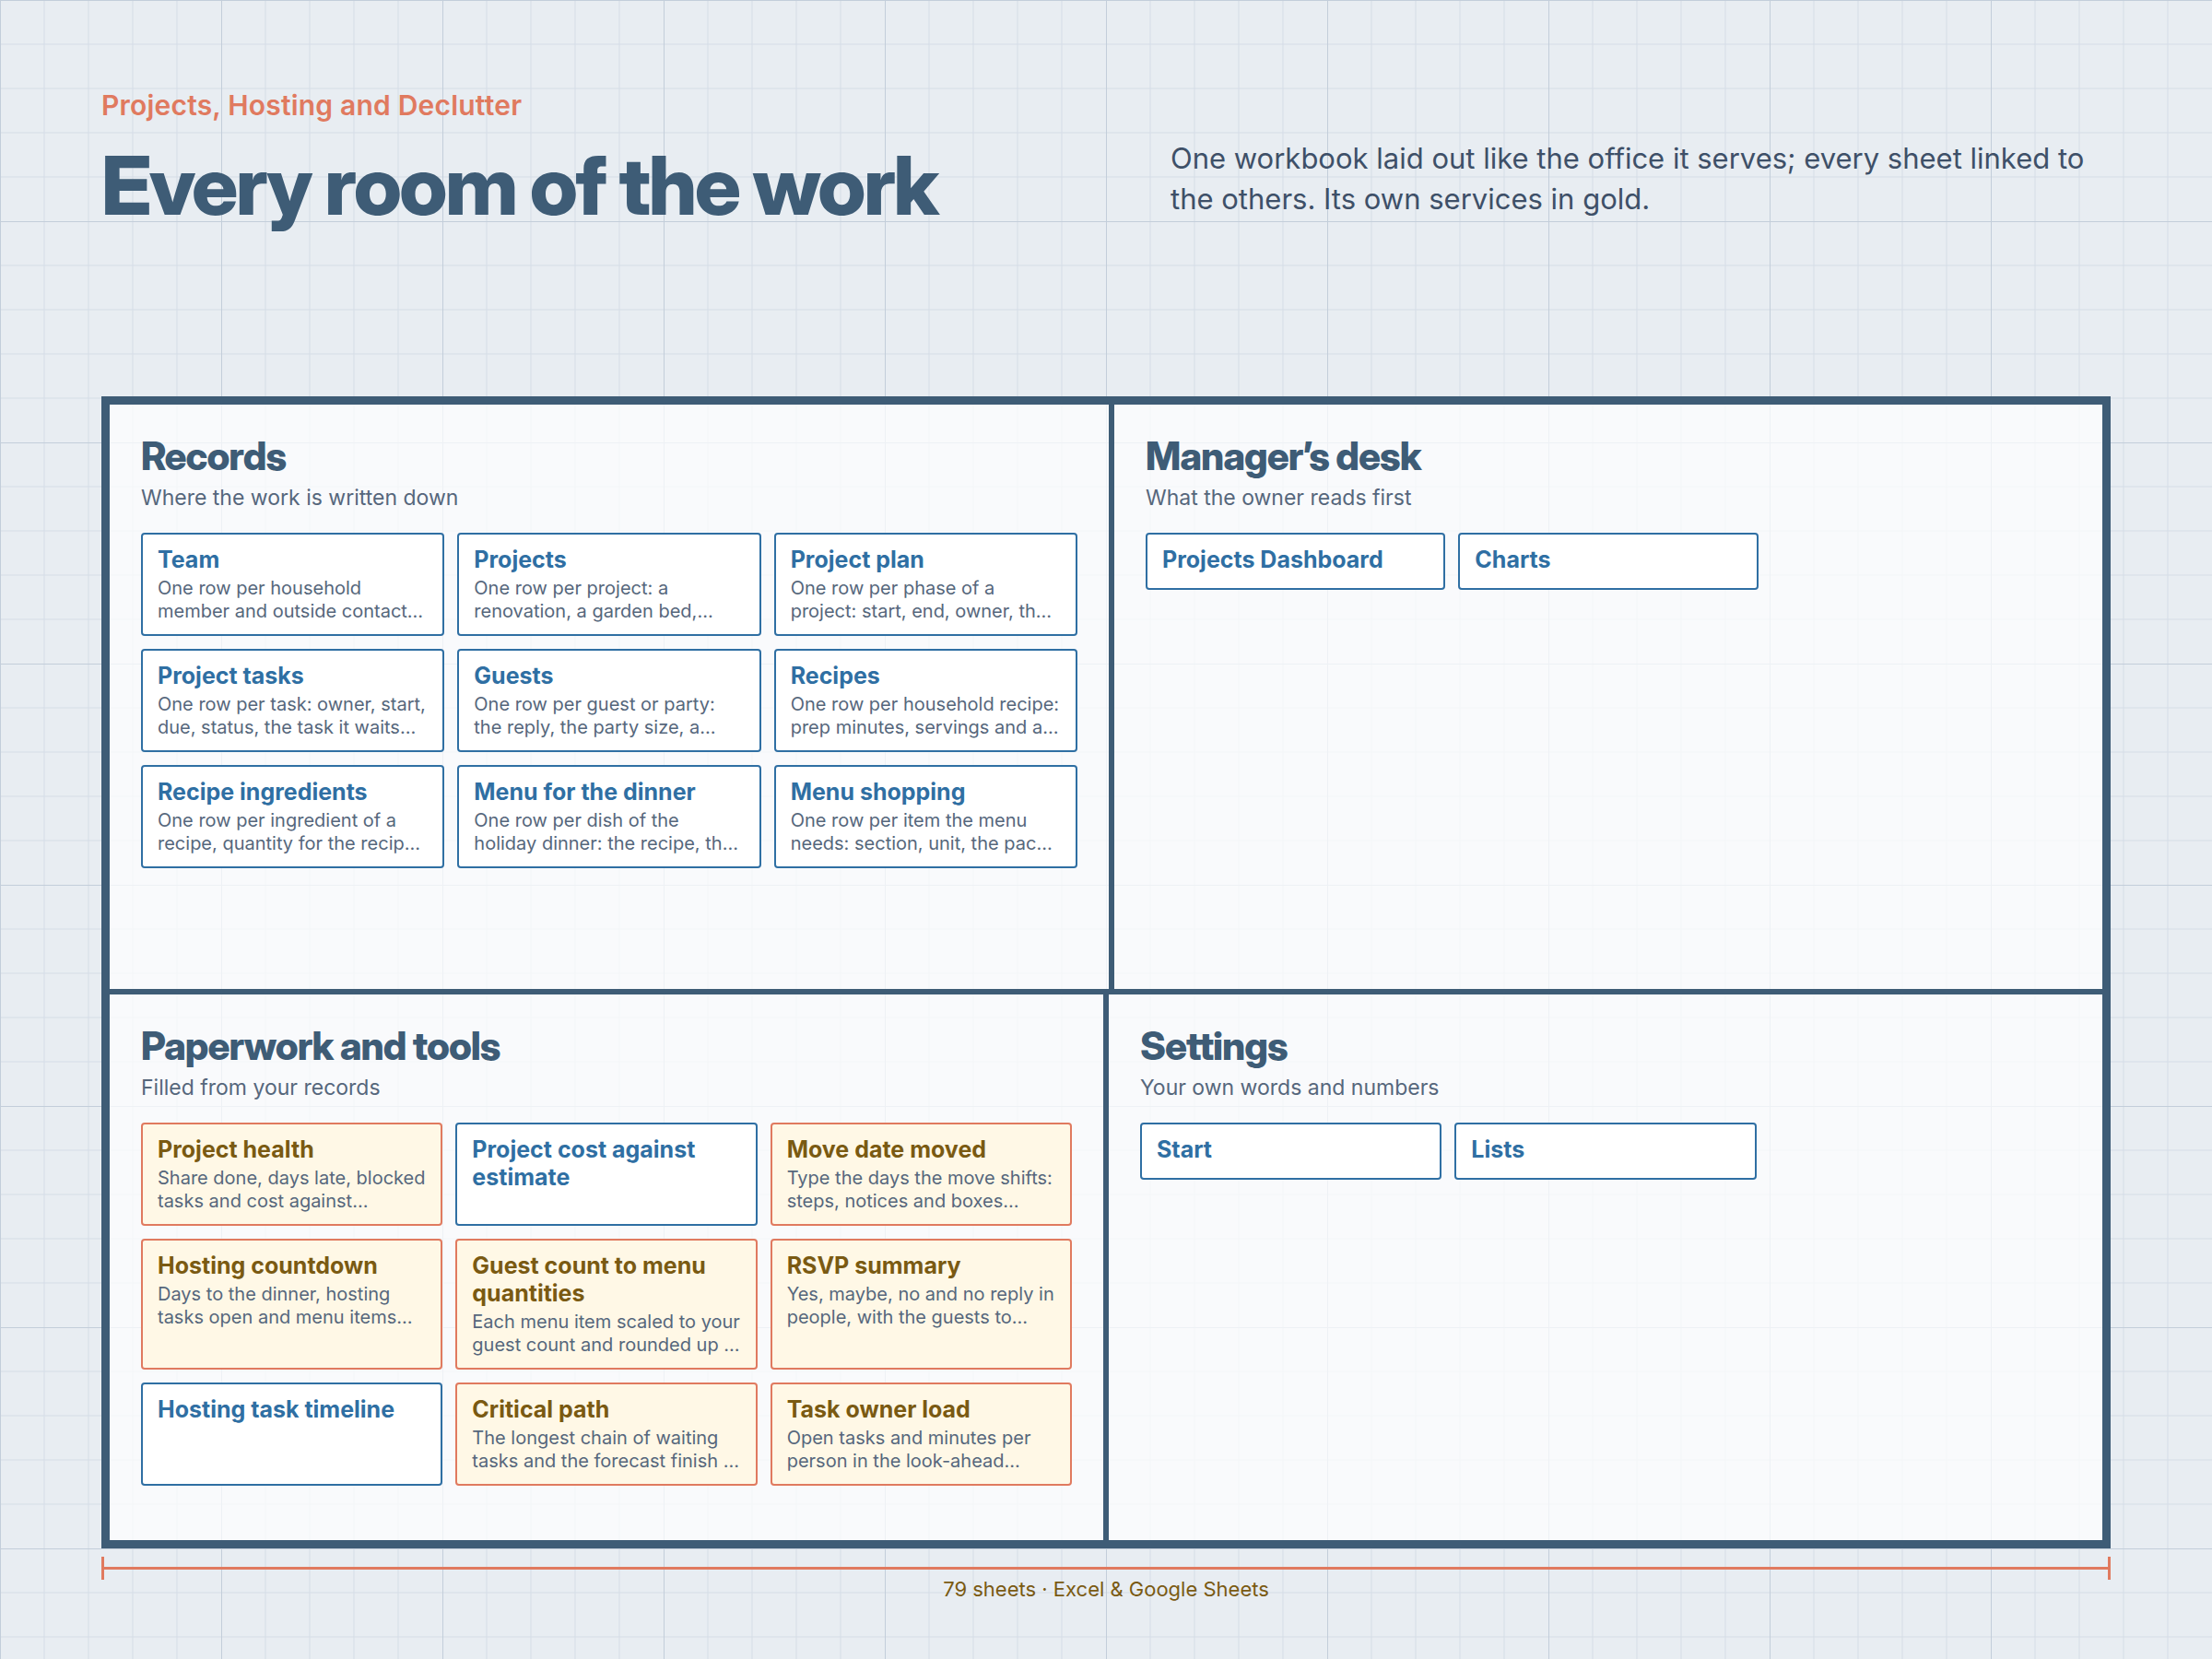 Projects, Hosting and Declutter
Every room of the work
One workbook laid out like the office it serves; every sheet linked to
the others. Its own services in gold.
Records
Where the work is written down
Team
One row per household
member and outside contact...
Projects
One row per project: a
renovation, a garden bed,...
Project plan
One row per phase of a
project: start, end, owner, th...
Project tasks
One row per task: owner, start,
due, status, the task it waits...
Guests
One row per guest or party:
the reply, the party size, a...
Recipes
One row per household recipe:
prep minutes, servings and a...
Recipe ingredients
One row per ingredient of a
recipe, quantity for the recip...
Menu for the dinner
One row per dish of the
holiday dinner: the recipe, th...
Menu shopping
One row per item the menu
needs: section, unit, the pac...
Manager’s desk
What the owner reads first
Projects Dashboard
Charts
Paperwork and tools
Filled from your records
Project health
Share done, days late, blocked
tasks and cost against...
Project cost against
estimate
Move date moved
Type the days the move shifts:
steps, notices and boxes...
Hosting countdown
Days to the dinner, hosting
tasks open and menu items...
Guest count to menu
quantities
Each menu item scaled to your
guest count and rounded up ...
RSVP summary
Yes, maybe, no and no reply in
people, with the guests to...
Hosting task timeline
Critical path
The longest chain of waiting
tasks and the forecast finish ...
Task owner load
Open tasks and minutes per
person in the look-ahead...
Settings
Your own words and numbers
Start
Lists
79 sheets · Excel & Google Sheets